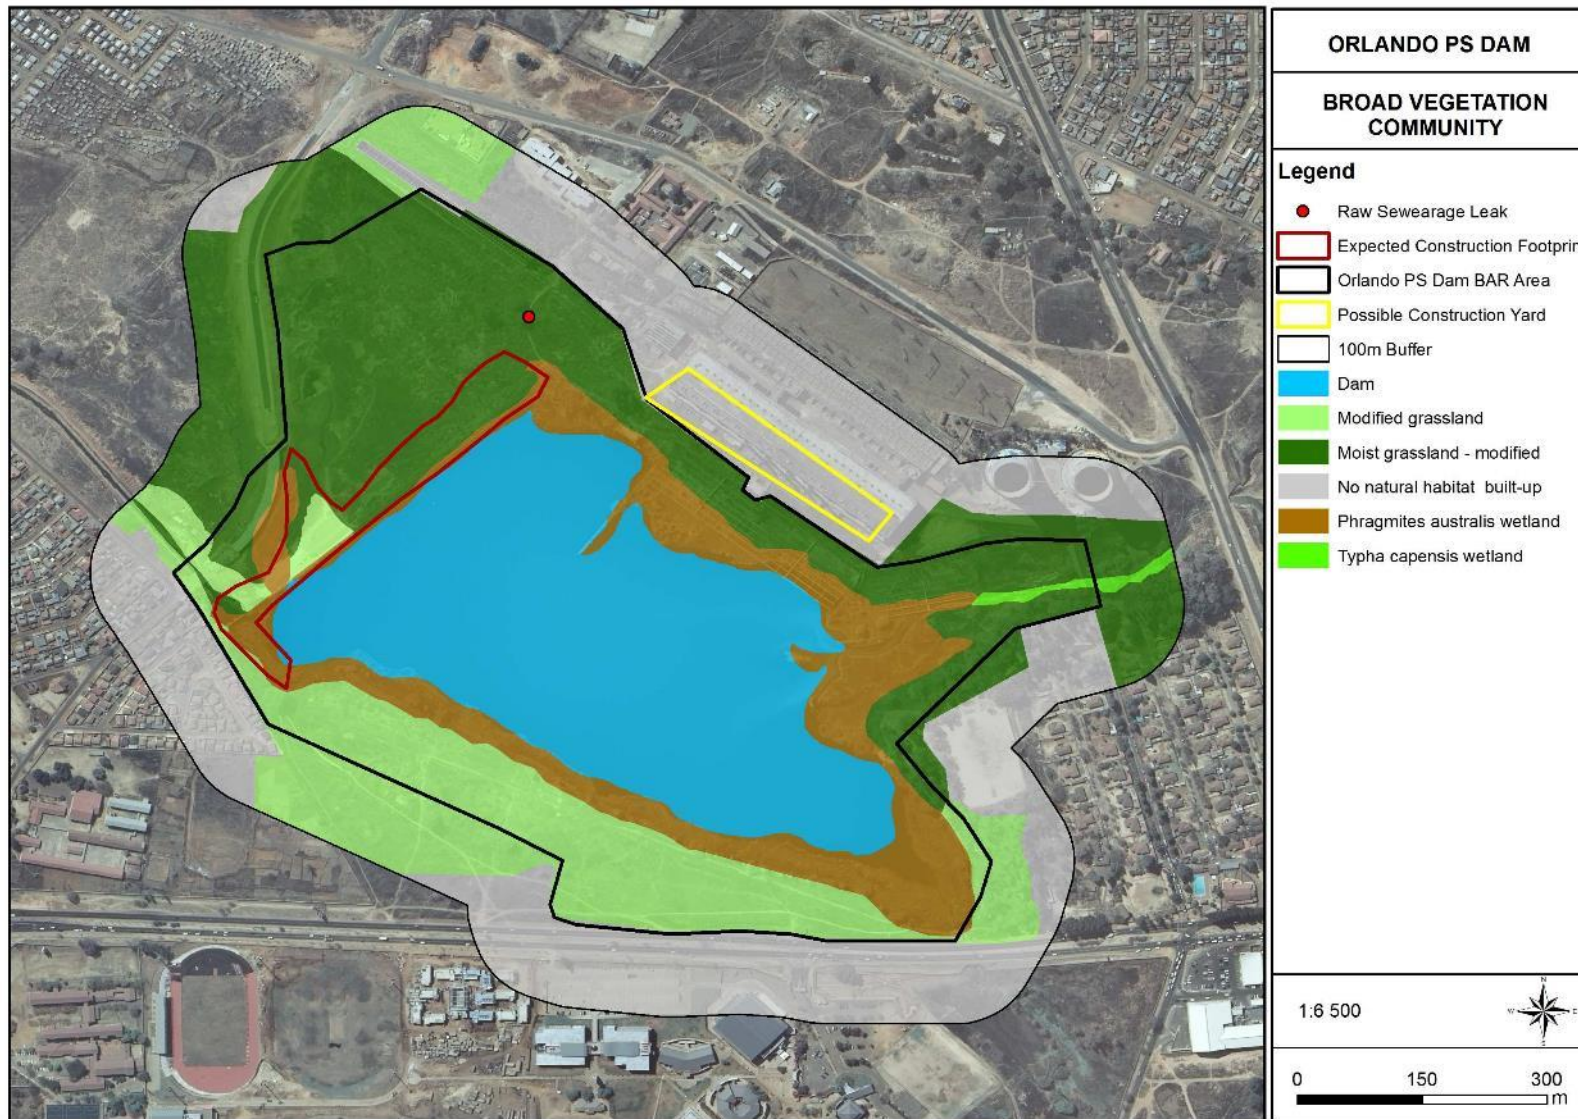 ORLANDO PS DAM
BROAD VEGETATION
COMMUNITY
Legend
Raw Sewearage Leak
Expected Construction Footprin
Orlando PS Dam BAR Area
Possible Construction Yard
100m Buffer
Dam
Modified grassland
Moist grassland - modified
No natural habitat built-up
Phragmites australis wetland
Typha capensis wetland
1:6 500
N
W E
S
0 150 300
m